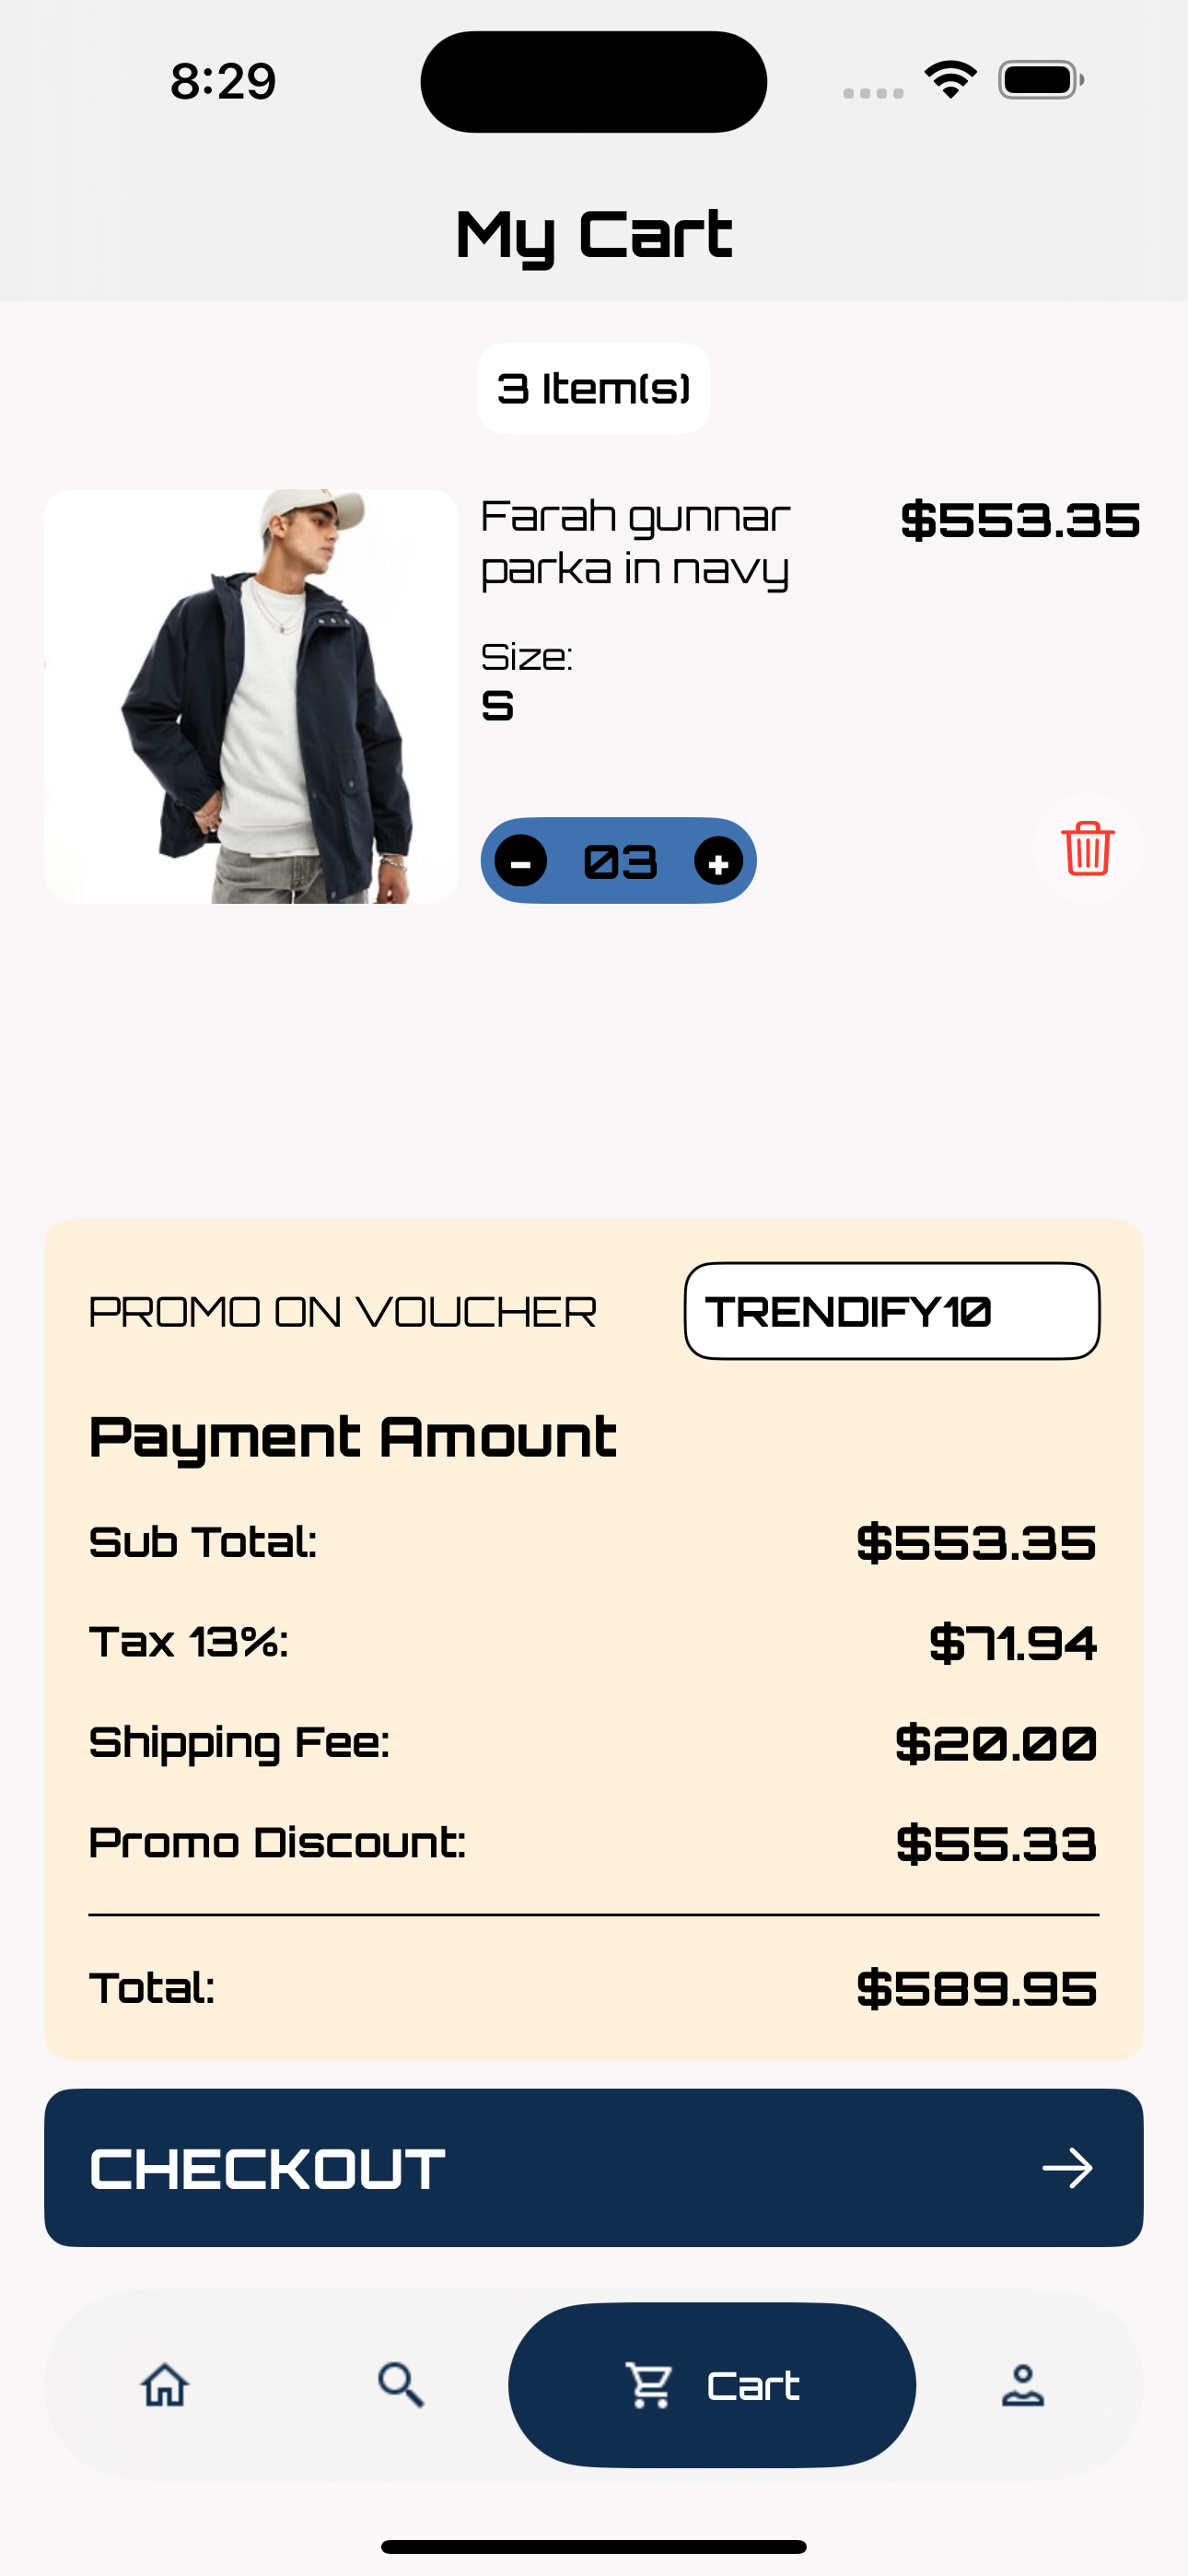 8:29
My Cart
3 Item(s)
Farah gunnar
parka in navy
$553.35
Size:
S
- 03 +
PROMO ON VOUCHER
TRENDIFY10
Payment Amount
Sub Total: $553.35
Tax 13%: $71.94
Shipping Fee: $20.00
Promo Discount: $55.33
Total: $589.95
CHECKOUT
Cart